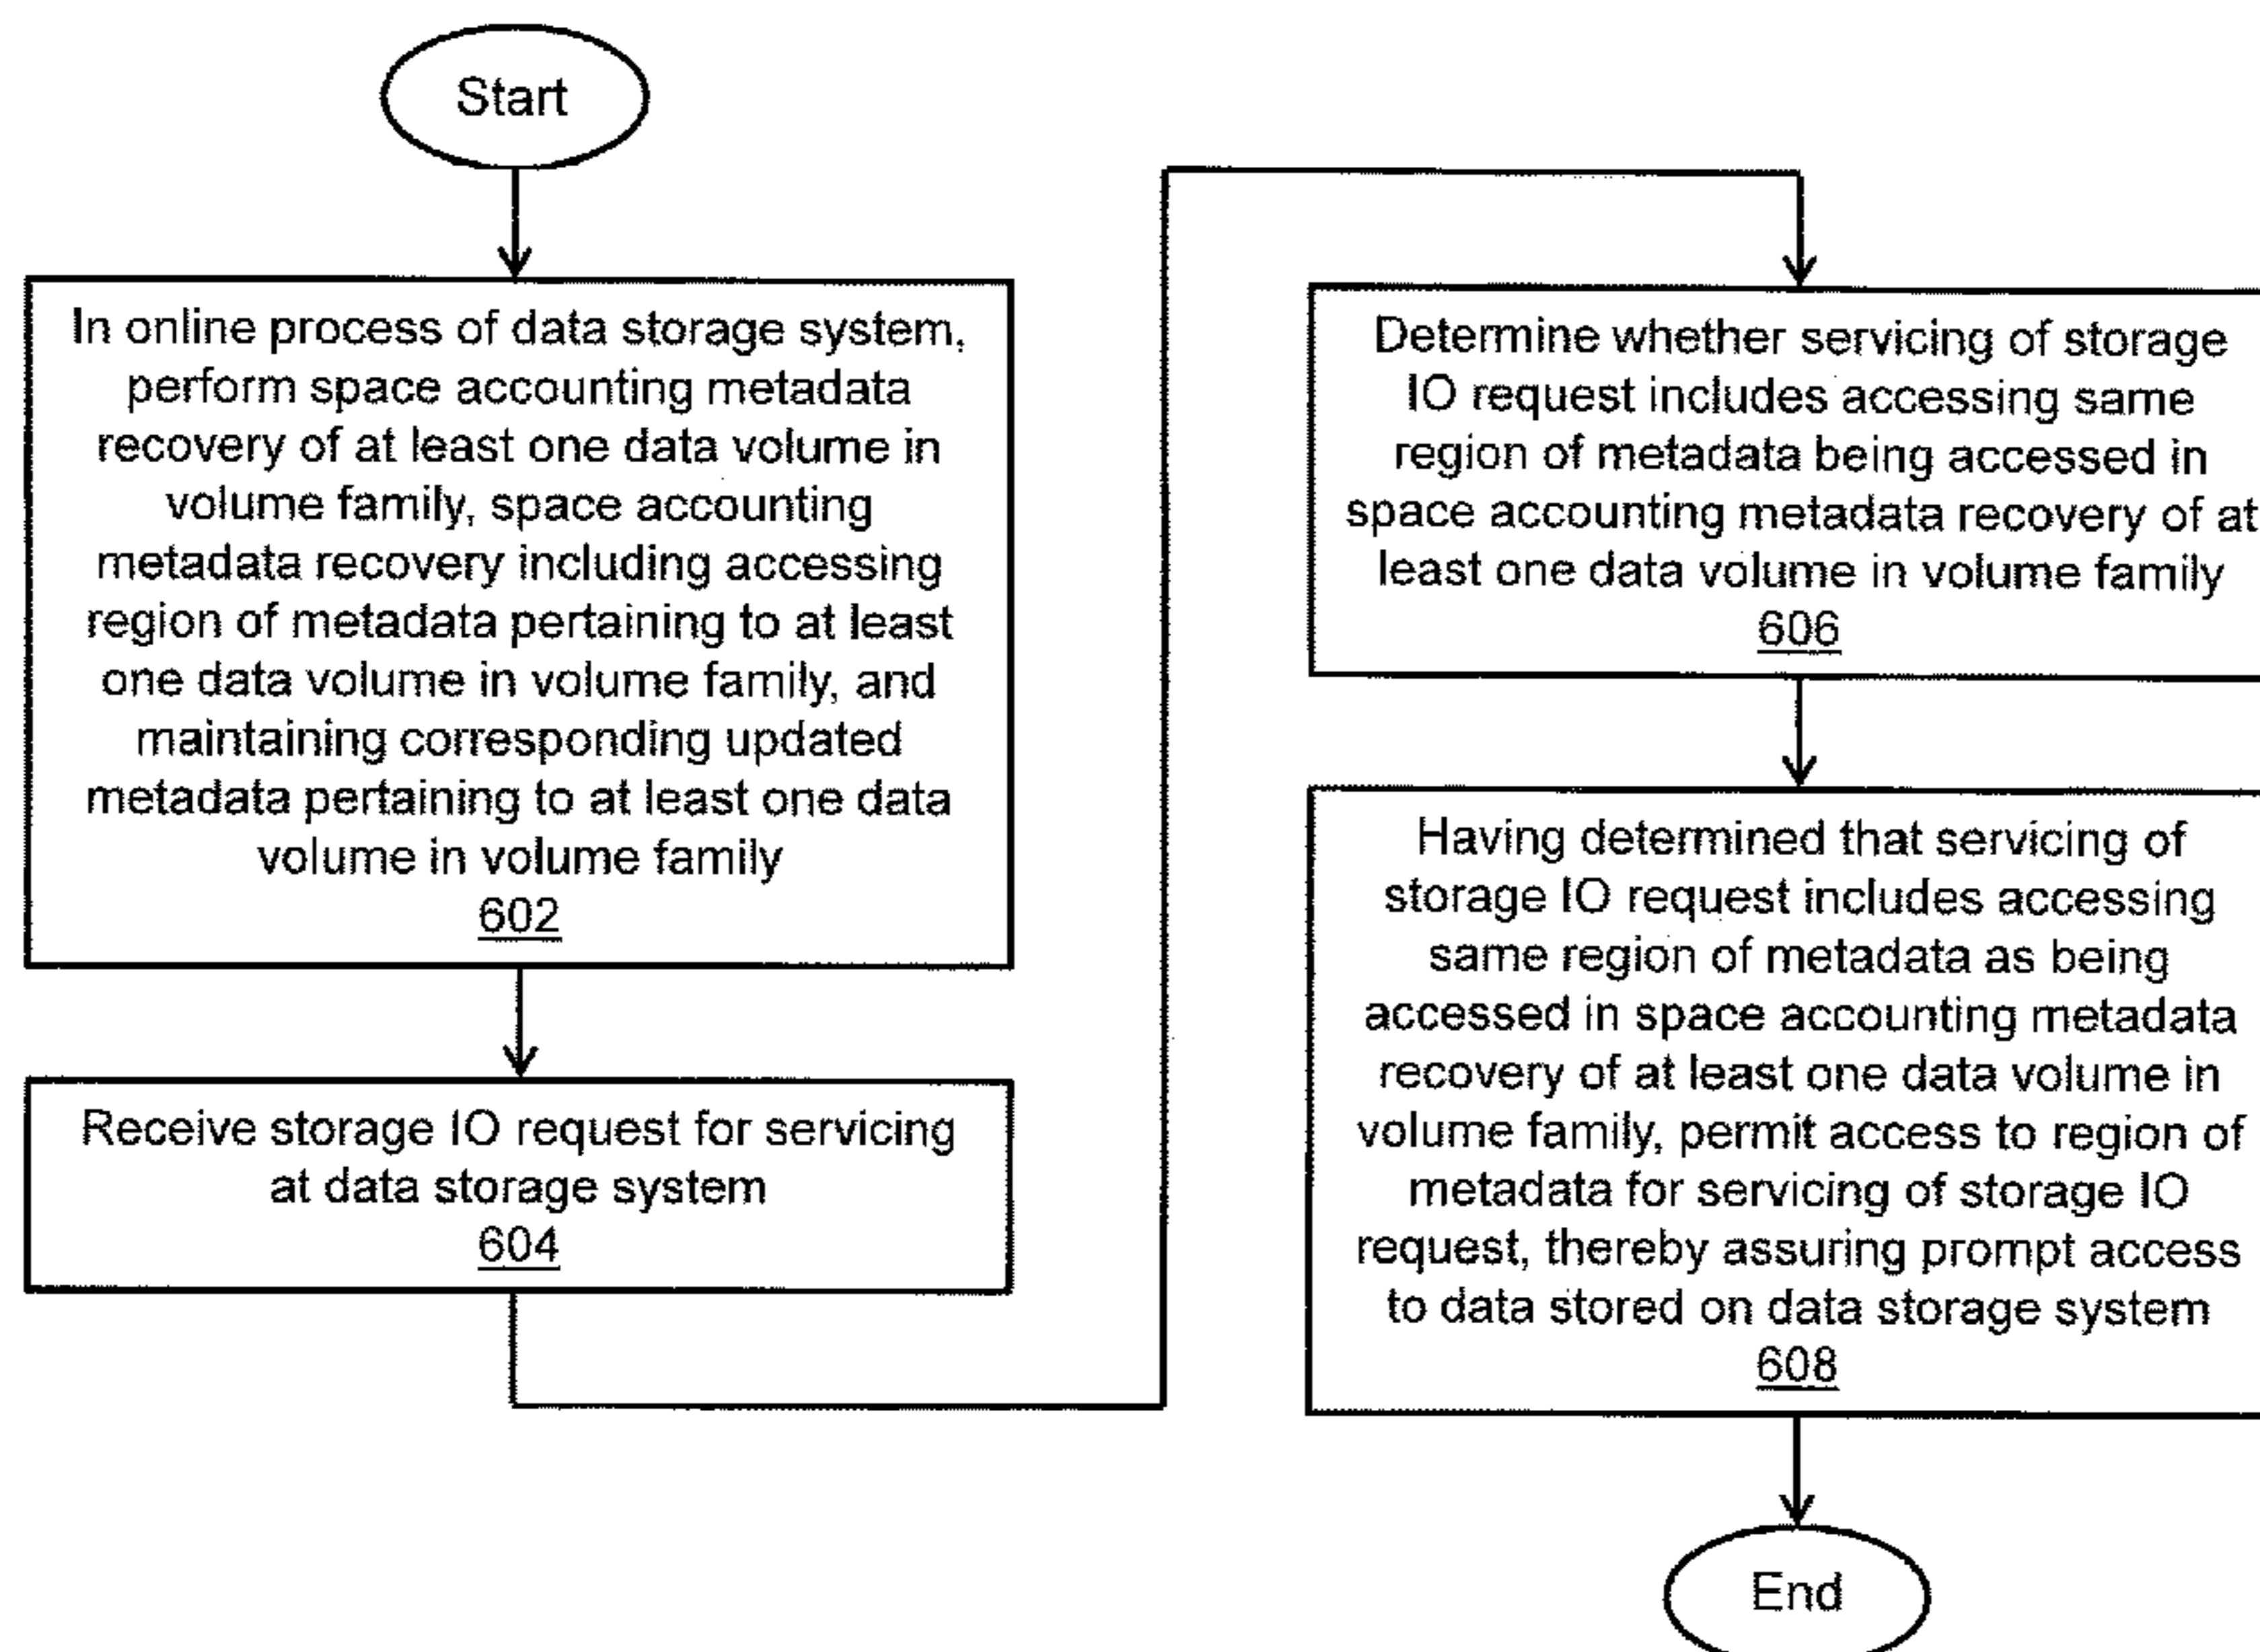 Start
In online process of data storage system,
perform space accounting metadata
recovery of at least one data volume in
volume family, space accounting
metadata recovery including accessing
region of metadata pertaining to at least
one data volume in volume family, and
maintaining corresponding updated
metadata pertaining to at least one data
volume in volume family
602
Receive storage IO request for servicing
at data storage system
604
Determine whether servicing of storage
IO request includes accessing same
region of metadata being accessed in
space accounting metadata recovery of at
least one data volume in volume family
606
Having determined that servicing of
storage IO request includes accessing
same region of metadata as being
accessed in space accounting metadata
recovery of at least one data volume in
volume family, permit access to region of
metadata for servicing of storage IO
request, thereby assuring prompt access
to data stored on data storage system
608
End